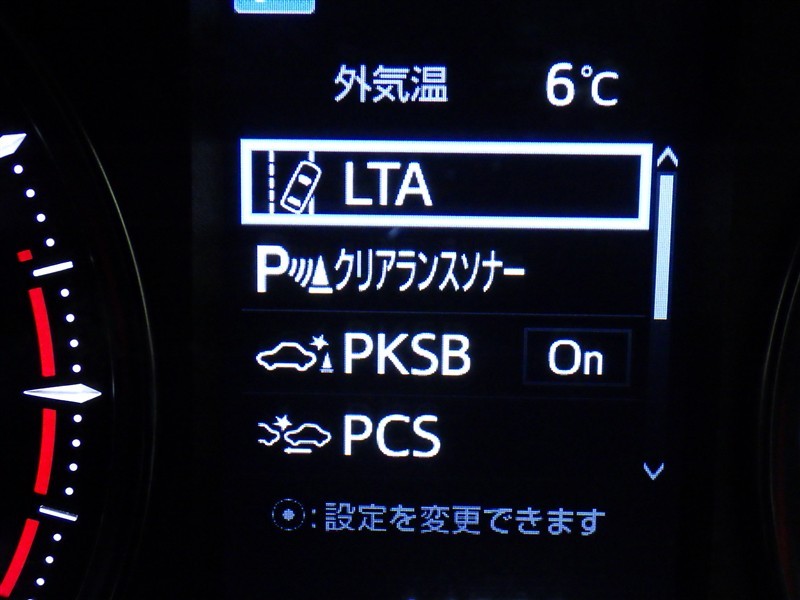 外気温 6℃
LTA
Pクリアランスソナー
PKSB On
PCS
:設定を変更できます